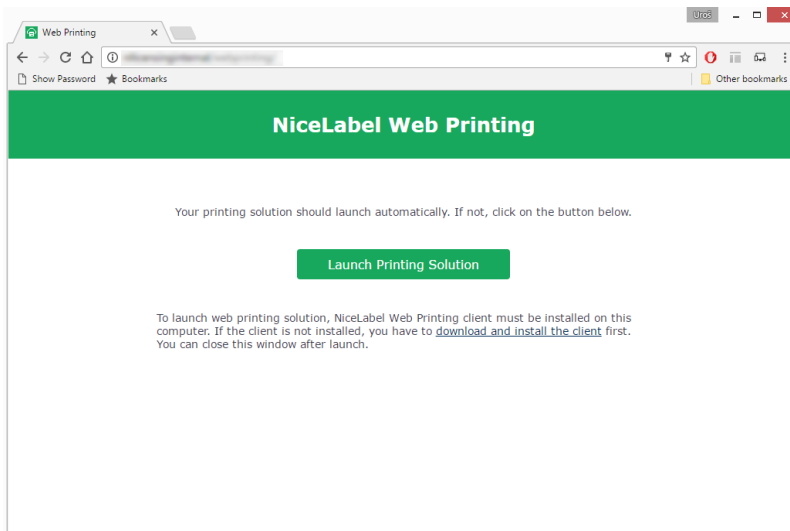 Uroš
Web Printing
Show Password
Bookmarks
Other bookmarks
NiceLabel Web Printing
Your printing solution should launch automatically. If not, click on the button below.
Launch Printing Solution
To launch web printing solution, NiceLabel Web Printing client must be installed on this
computer. If the client is not installed, you have to download and install the client first.
You can close this window after launch.